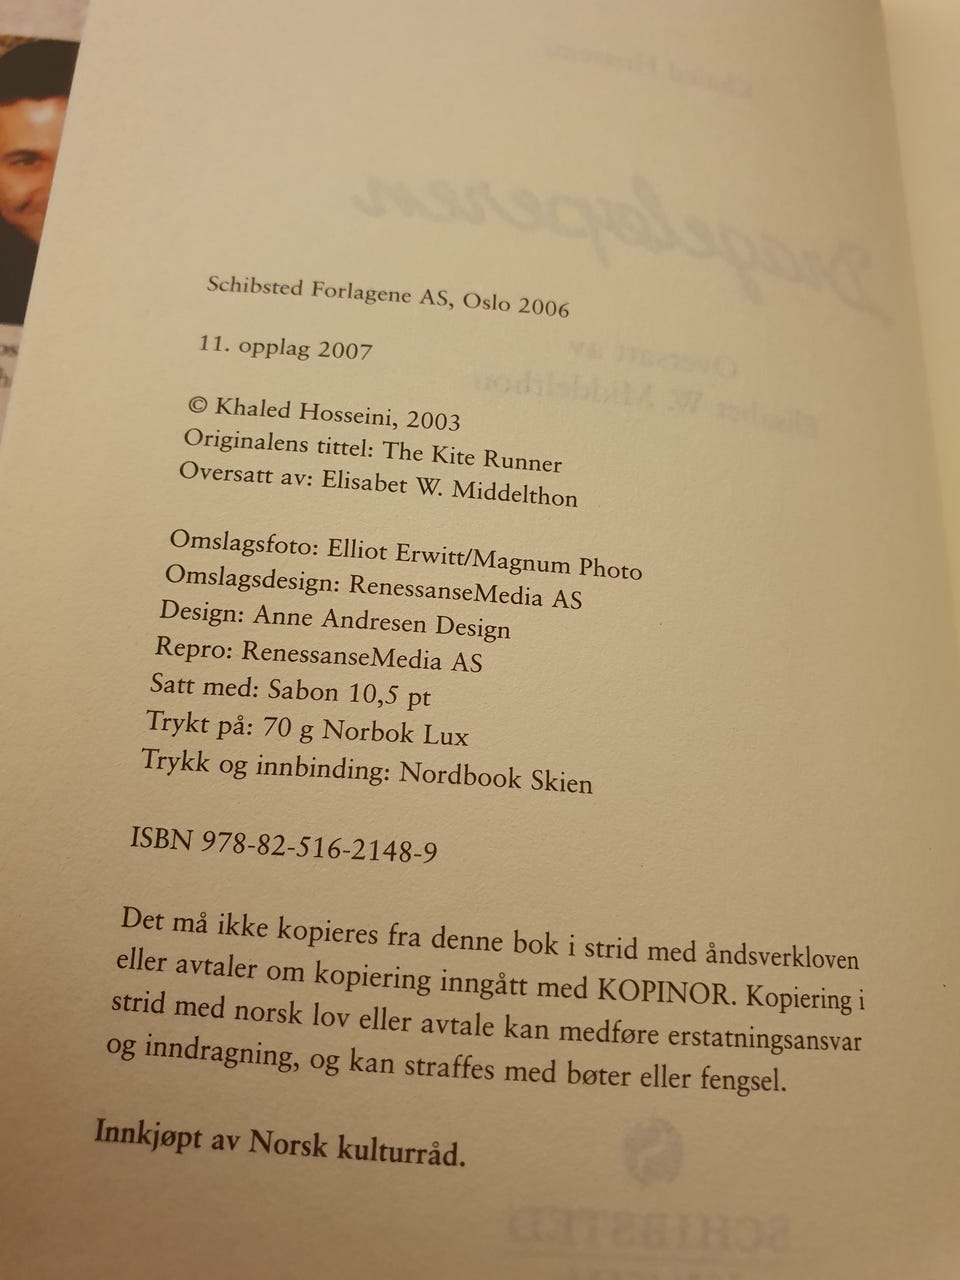 Schibsted Forlagene AS, Oslo 2006
11. opplag 2007
© Khaled Hosseini, 2003
Originalens tittel: The Kite Runner
Oversatt av: Elisabet W. Middelthon
Omslagsfoto: Elliot Erwitt/Magnum Photo
Omslagsdesign: RenessanseMedia AS
Design: Anne Andresen Design
Repro: RenessanseMedia AS
Satt med: Sabon 10,5 pt
Trykt på: 70 g Norbok Lux
Trykk og innbinding: Nordbook Skien
ISBN 978-82-516-2148-9
Det må ikke kopieres fra denne bok i strid med åndsverkloven
eller avtaler om kopiering inngått med KOPINOR. Kopiering i
strid med norsk lov eller avtale kan medføre erstatningsansvar
og inndragning, og kan straffes med bøter eller fengsel.
Innkjøpt av Norsk kulturråd.